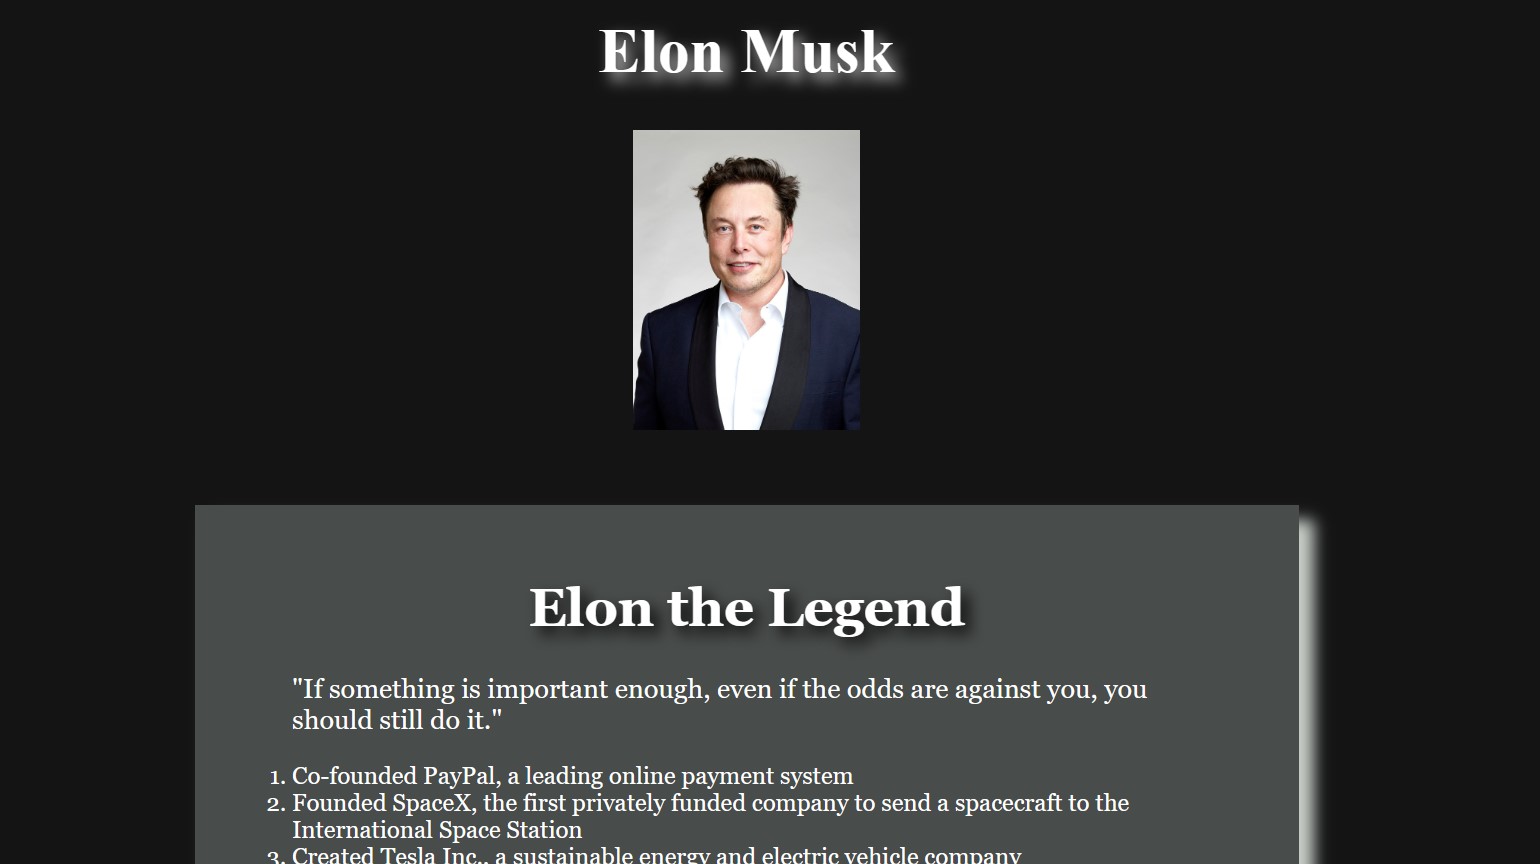 Elon Musk
Elon the Legend
"If something is important enough, even if the odds are against you, you
should still do it."
1. Co-founded PayPal, a leading online payment system
2. Founded SpaceX, the first privately funded company to send a spacecraft to the
International Space Station
3. Created Tesla Inc., a sustainable energy and electric vehicle company